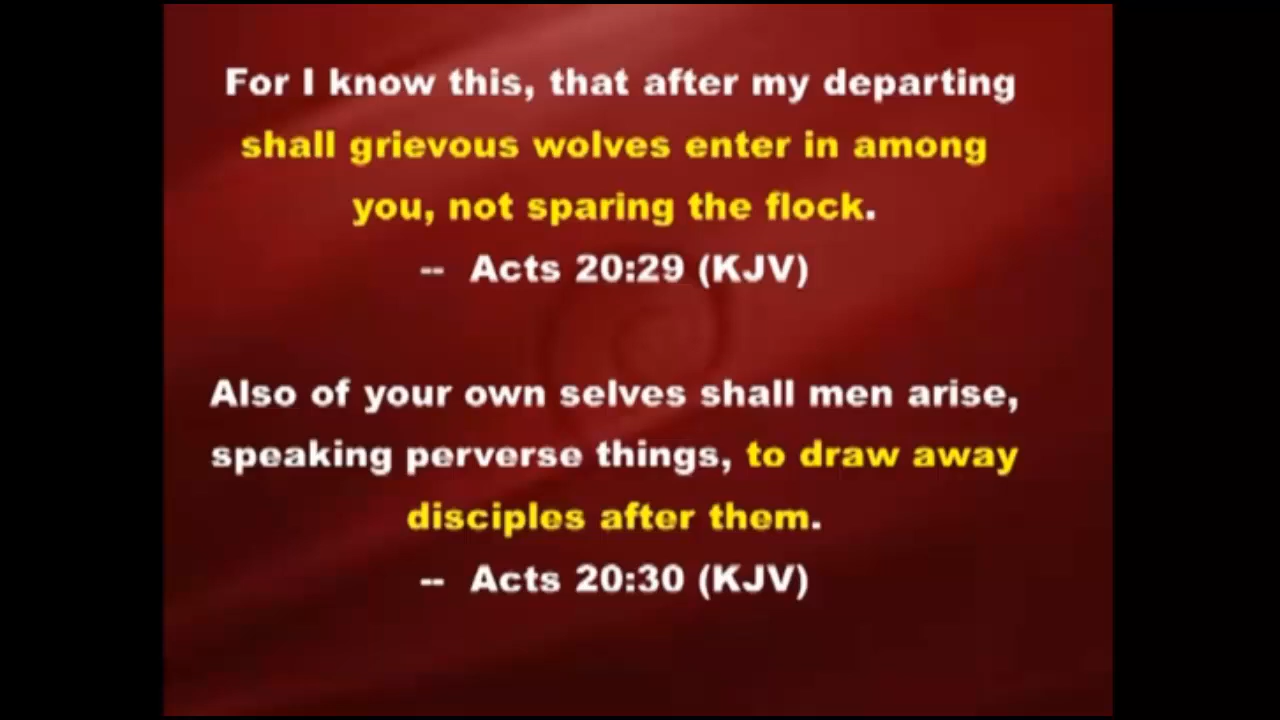 For I know this, that after my departing
shall grievous wolves enter in among
you, not sparing the flock.
-- Acts 20:29 (KJV)
Also of your own selves shall men arise,
speaking perverse things, to draw away
disciples after them.
-- Acts 20:30 (KJV)